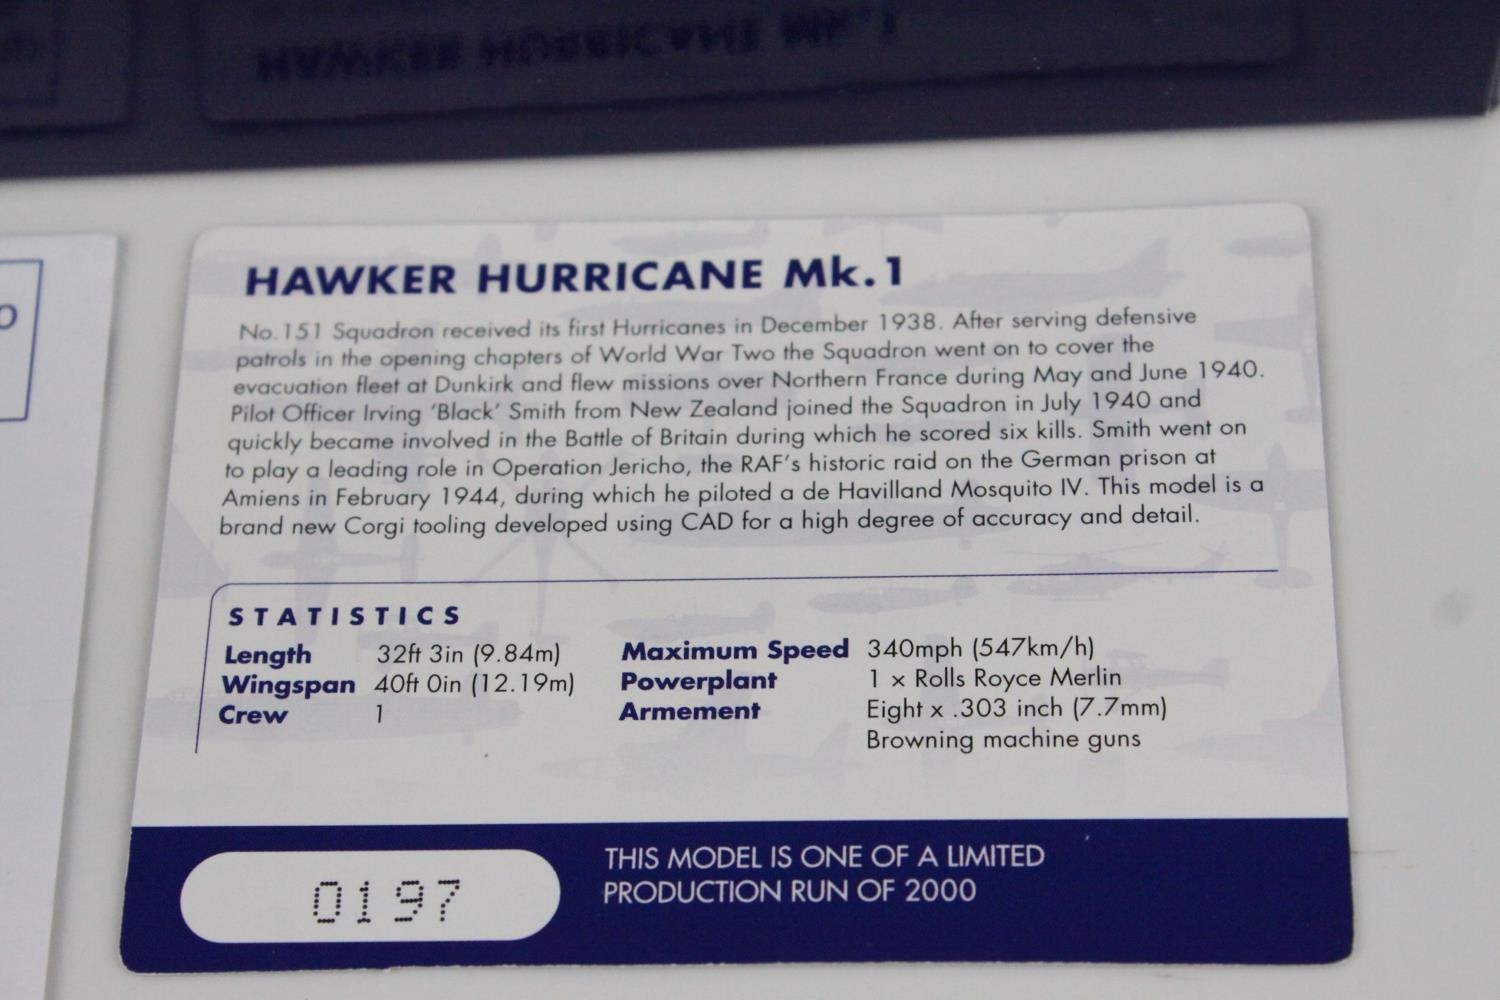 HAWKER HURRICANE MK.1
HAWKER HURRICANE Mk.1
No.151 Squadron received its first Hurricanes in December 1938. After serving defensive
patrols in the opening chapters of World War Two the Squadron went on to cover the
evacuation fleet at Dunkirk and flew missions over Northern France during May and June 1940.
Pilot Officer Irving 'Black' Smith from New Zealand joined the Squadron in July 1940 and
quickly became involved in the Battle of Britain during which he scored six kills. Smith went on
to play a leading role in Operation Jericho, the RAF's historic raid on the German prison at
Amiens in February 1944, during which he piloted a de Havilland Mosquito IV. This model is a
brand new Corgi tooling developed using CAD for a high degree of accuracy and detail.
STATISTICS
Length 32ft 3in (9.84m)
Wingspan 40ft 0in (12.19m)
Crew 1
Maximum Speed 340mph (547km/h)
Powerplant 1 x Rolls Royce Merlin
Armement Eight x .303 inch (7.7mm)
Browning machine guns
0197
THIS MODEL IS ONE OF A LIMITED
PRODUCTION RUN OF 2000